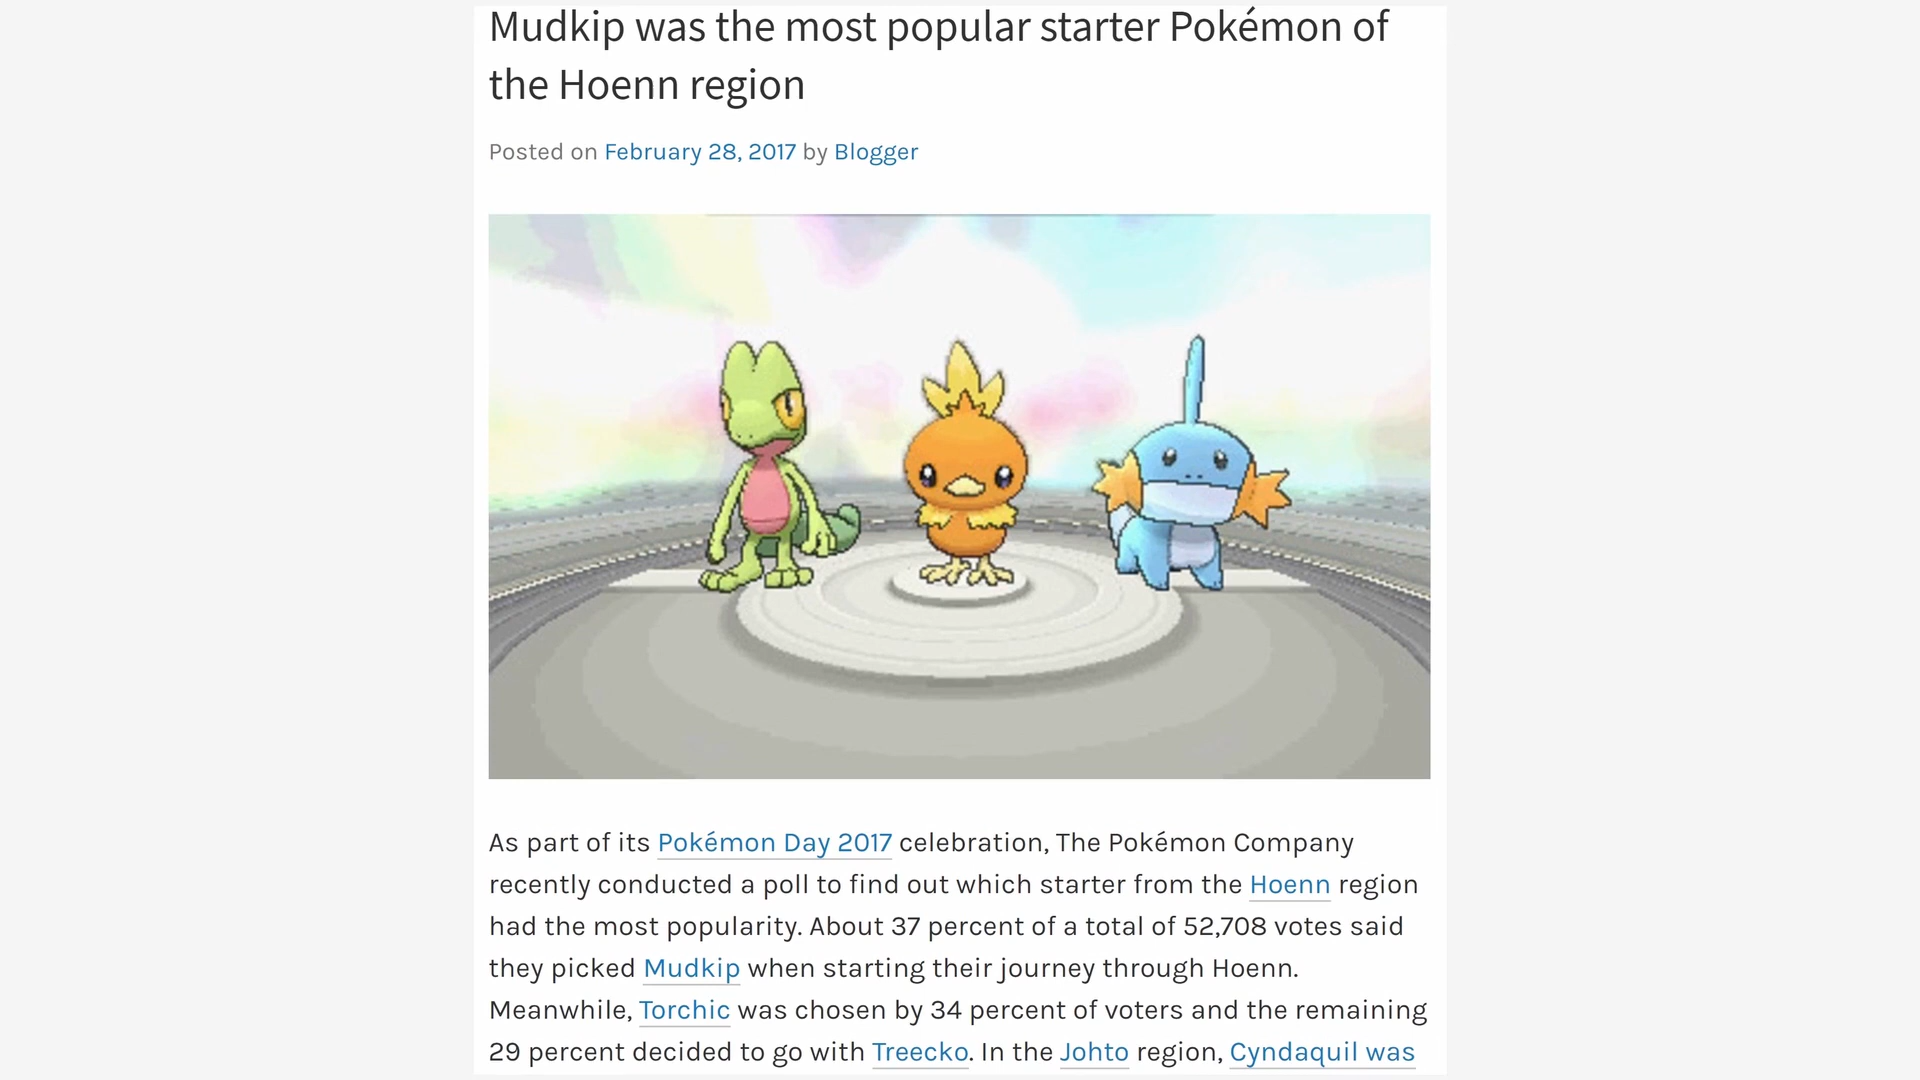 Mudkip was the most popular starter Pokémon of
the Hoenn region
Posted on February 28, 2017 by Blogger
As part of its Pokémon Day 2017 celebration, The Pokémon Company
recently conducted a poll to find out which starter from the Hoenn region
had the most popularity. About 37 percent of a total of 52,708 votes said
they picked Mudkip when starting their journey through Hoenn.
Meanwhile, Torchic was chosen by 34 percent of voters and the remaining
29 percent decided to go with Treecko. In the Johto region, Cyndaquil was